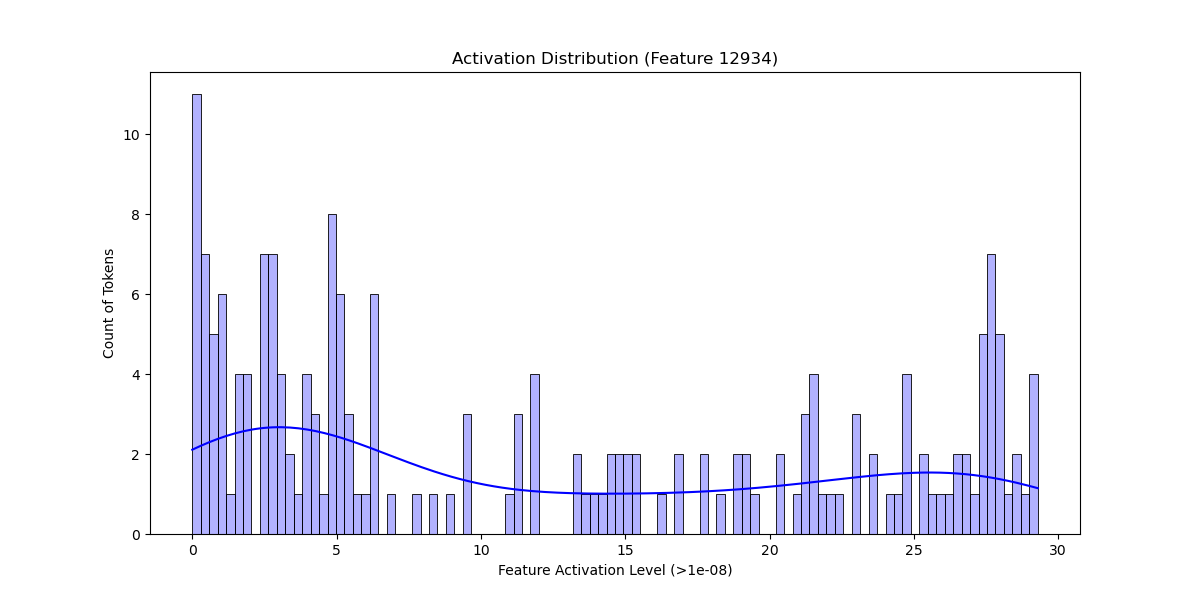 Activation Distribution (Feature 12934)
Count of Tokens
10
8
6
4
2
0
0 5 10 15 20 25 30
Feature Activation Level (>1e-08)